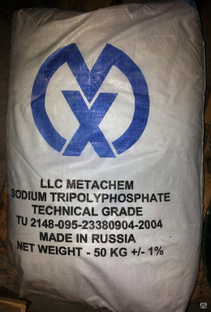 LLC METACHEM
SODIUM TRIPOLYPHOSPHATE
TECHNICAL GRADE
TU 2148-095-23380904-2004
MADE IN RUSSIA
NET WEIGHT - 50 KG +/- 1%